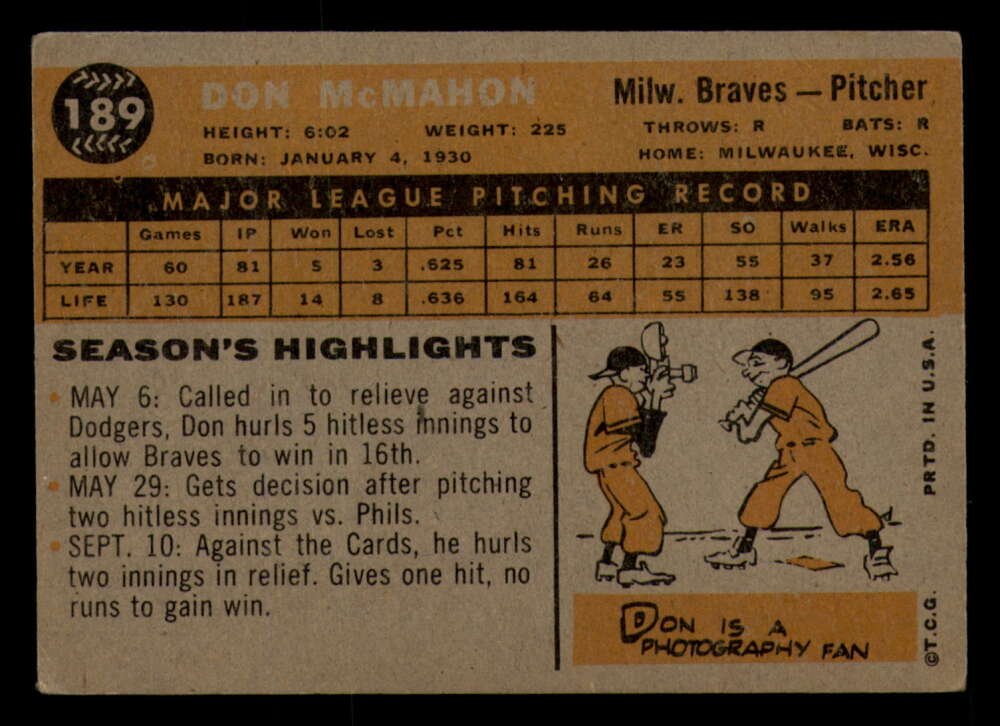 189
DON McMAHON
Milw. Braves — Pitcher
HEIGHT: 6:02 WEIGHT: 225 THROWS: R BATS: R
BORN: JANUARY 4, 1930 HOME: MILWAUKEE, WISC.
MAJOR LEAGUE PITCHING RECORD
Games IP Won Lost Pct Hits Runs ER SO Walks ERA
YEAR 60 81 5 3 .625 81 26 23 55 37 2.56
LIFE 130 187 14 8 .636 164 64 55 138 95 2.65
SEASON'S HIGHLIGHTS
• MAY 6: Called in to relieve against
Dodgers, Don hurls 5 hitless innings to
allow Braves to win in 16th.
• MAY 29: Gets decision after pitching
two hitless innings vs. Phils.
• SEPT. 10: Against the Cards, he hurls
two innings in relief. Gives one hit, no
runs to gain win.
DON IS A
PHOTOGRAPHY FAN
©T.C.G. PRTD. IN U.S.A.